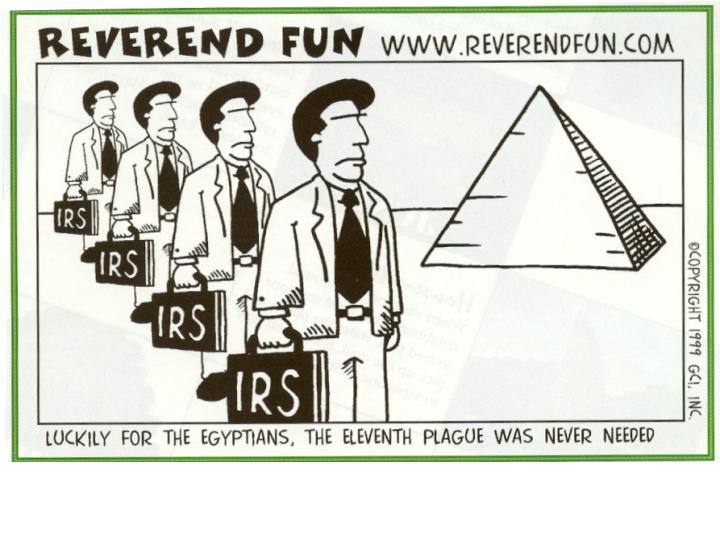 REVEREND FUN WWW.REVERENDFUN.COM
IRS
IRS
IRS
IRS
©COPYRIGHT 1999 GCI, INC.
LUCKILY FOR THE EGYPTIANS, THE ELEVENTH PLAGUE WAS NEVER NEEDED